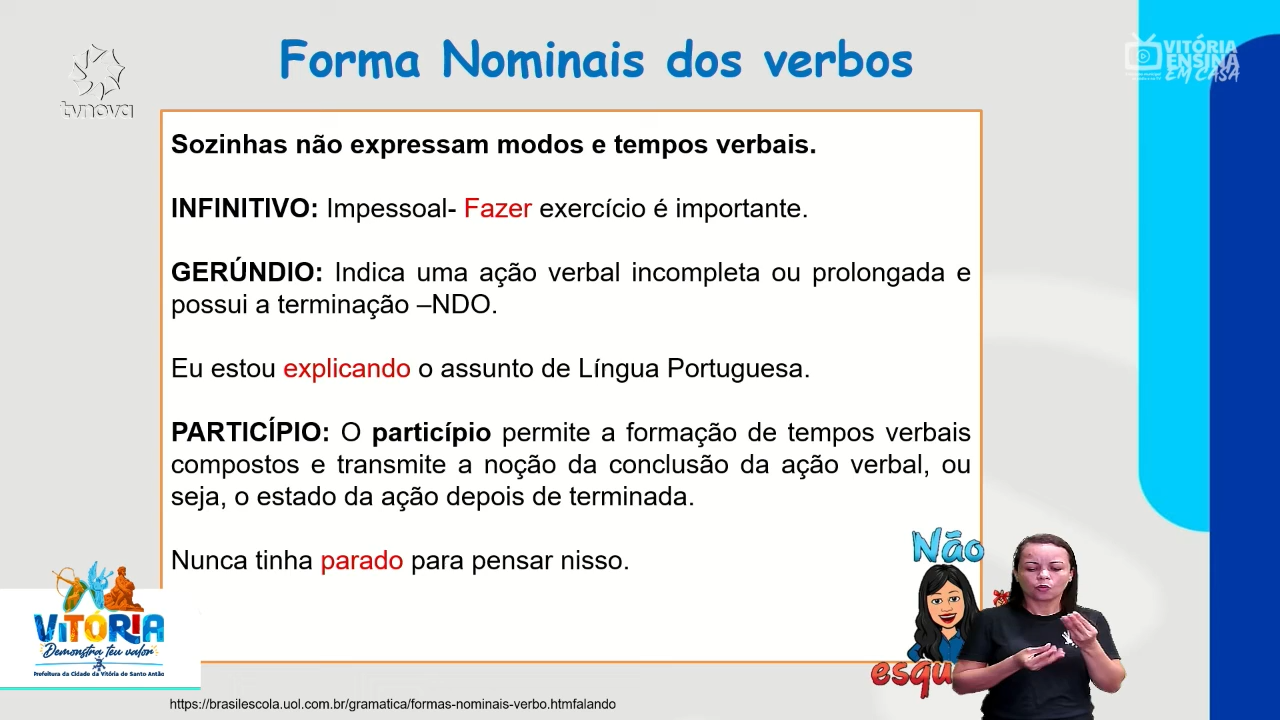 Forma Nominais dos verbos
tvnova
VITÓRIA
ENSINA
EM CASA
Sozinhas não expressam modos e tempos verbais.
INFINITIVO: Impessoal- Fazer exercício é importante.
GERÚNDIO: Indica uma ação verbal incompleta ou prolongada e
possui a terminação –NDO.
Eu estou explicando o assunto de Língua Portuguesa.
PARTICÍPIO: O particípio permite a formação de tempos verbais
compostos e transmite a noção da conclusão da ação verbal, ou
seja, o estado da ação depois de terminada.
Nunca tinha parado para pensar nisso.
Não
esqu
VITÓRIA
Demonstra teu valor
Prefeitura da Cidade da Vitória de Santo Antão
https://brasilescola.uol.com.br/gramatica/formas-nominais-verbo.htmfalando